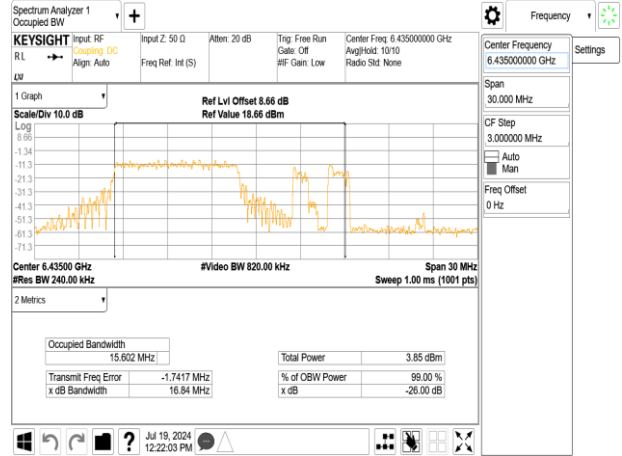 Spectrum Analyzer 1
Occupied BW
Frequency
KEYSIGHT
RL
LXI
Input: RF
Coupling: DC
Align: Auto
Input Z: 50 Ω
Freq Ref: Int (S)
Atten: 20 dB
Trig: Free Run
Gate: Off
#IF Gain: Low
Center Freq: 6.435000000 GHz
Avg|Hold: 10/10
Radio Std: None
Center Frequency
6.435000000 GHz
Settings
Span
30.000 MHz
CF Step
3.000000 MHz
Auto
Man
Freq Offset
0 Hz
1 Graph
Scale/Div 10.0 dB
Ref Lvl Offset 8.66 dB
Ref Value 18.66 dBm
Log
8.66
-1.34
-11.3
-21.3
-31.3
-41.3
-51.3
-61.3
-71.3
Center 6.43500 GHz
#Video BW 820.00 kHz
Span 30 MHz
#Res BW 240.00 kHz
Sweep 1.00 ms (1001 pts)
2 Metrics
Occupied Bandwidth
15.602 MHz
Total Power 3.85 dBm
Transmit Freq Error -1.7417 MHz
% of OBW Power 99.00 %
x dB Bandwidth 16.84 MHz
x dB -26.00 dB
Jul 19, 2024
12:22:03 PM